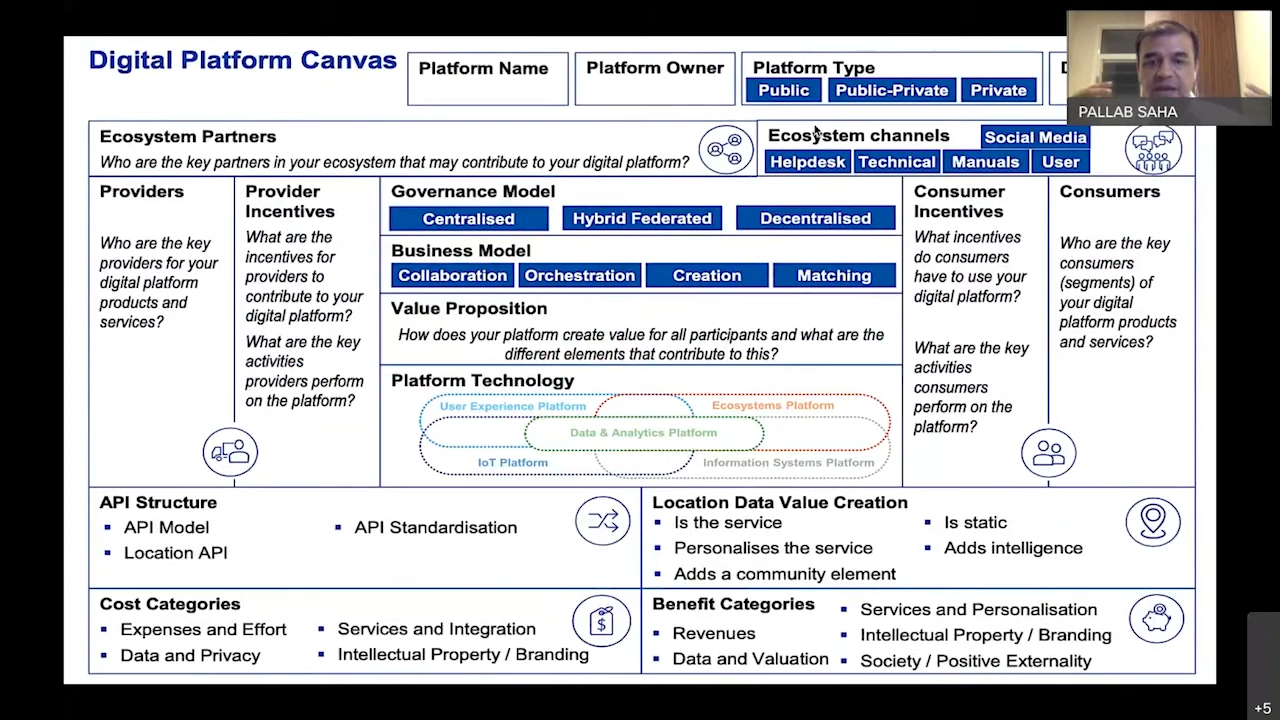 Digital Platform Canvas
Platform Name
Platform Owner
Platform Type
Public
Public-Private
Private
PALLAB SAHA
Ecosystem Partners
Who are the key partners in your ecosystem that may contribute to your digital platform?
Ecosystem channels
Social Media
Helpdesk
Technical
Manuals
User
Providers
Who are the key
providers for your
digital platform
products and
services?
Provider
Incentives
What are the
incentives for
providers to
contribute to your
digital platform?
What are the key
activities
providers perform
on the platform?
Governance Model
Centralised
Hybrid Federated
Decentralised
Business Model
Collaboration
Orchestration
Creation
Matching
Value Proposition
How does your platform create value for all participants and what are the
different elements that contribute to this?
Platform Technology
User Experience Platform
Ecosystems Platform
Data & Analytics Platform
IoT Platform
Information Systems Platform
Consumer
Incentives
What incentives
do consumers
have to use your
digital platform?
What are the key
activities
consumers
perform on the
platform?
Consumers
Who are the key
consumers
(segments) of
your digital
platform products
and services?
API Structure
▪ API Model
▪ Location API
▪ API Standardisation
Location Data Value Creation
▪ Is the service
▪ Personalises the service
▪ Adds a community element
▪ Is static
▪ Adds intelligence
Cost Categories
▪ Expenses and Effort
▪ Data and Privacy
▪ Services and Integration
▪ Intellectual Property / Branding
$
Benefit Categories
▪ Revenues
▪ Data and Valuation
▪ Services and Personalisation
▪ Intellectual Property / Branding
▪ Society / Positive Externality
+5